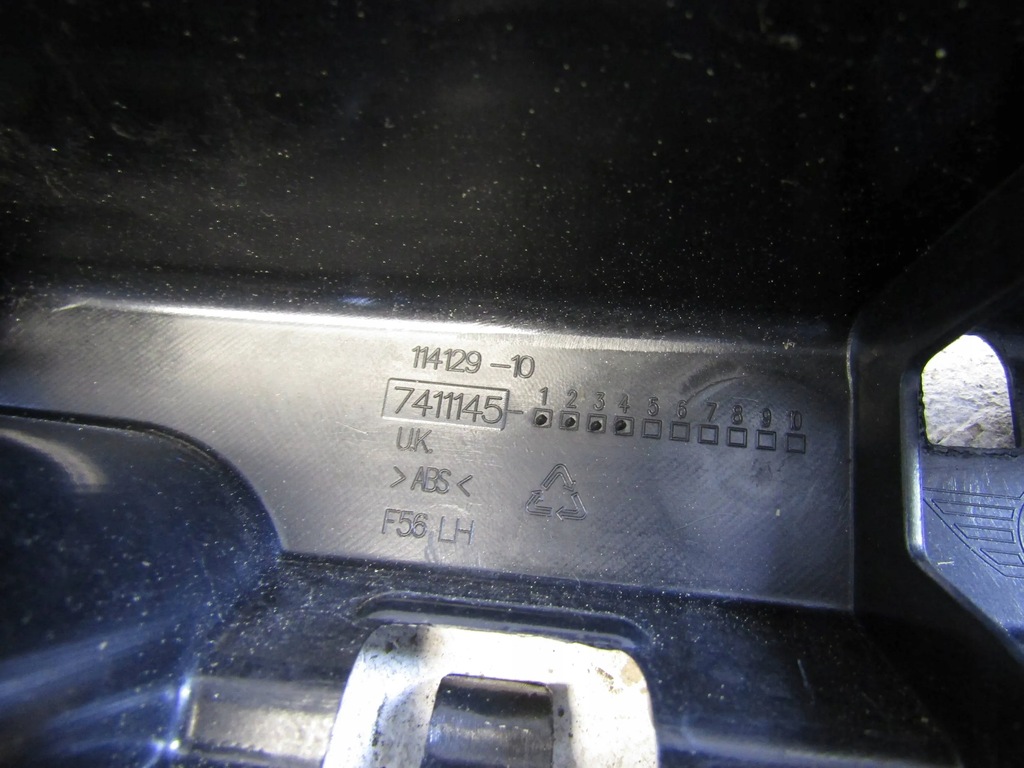 114129-10
7411145- 1 2 3 4 5 6 7 8 9 10
U.K.
>ABS<
F56 LH